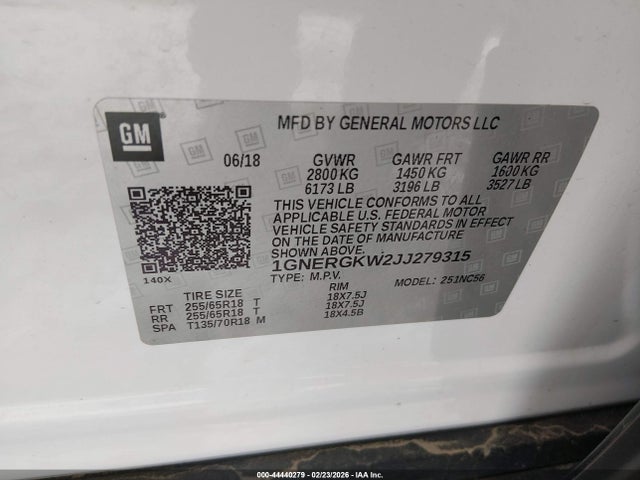 GM
MFD BY GENERAL MOTORS LLC
06/18 GVWR GAWR FRT GAWR RR
2800 KG 1450 KG 1600 KG
6173 LB 3196 LB 3527 LB
THIS VEHICLE CONFORMS TO ALL
APPLICABLE U.S. FEDERAL MOTOR
VEHICLE SAFETY STANDARDS IN EFFECT
ON THE DATE OF MANUFACTURE
SHOWN ABOVE.
1GNERGKW2JJ279315
140X TYPE: M.P.V. MODEL: 251NC56
TIRE SIZE RIM
FRT 255/65R18 T 18X7.5J
RR 255/65R18 T 18X7.5J
SPA T135/70R18 M 18X4.5B
000-44440279 - 02/23/2026 - IAA Inc.